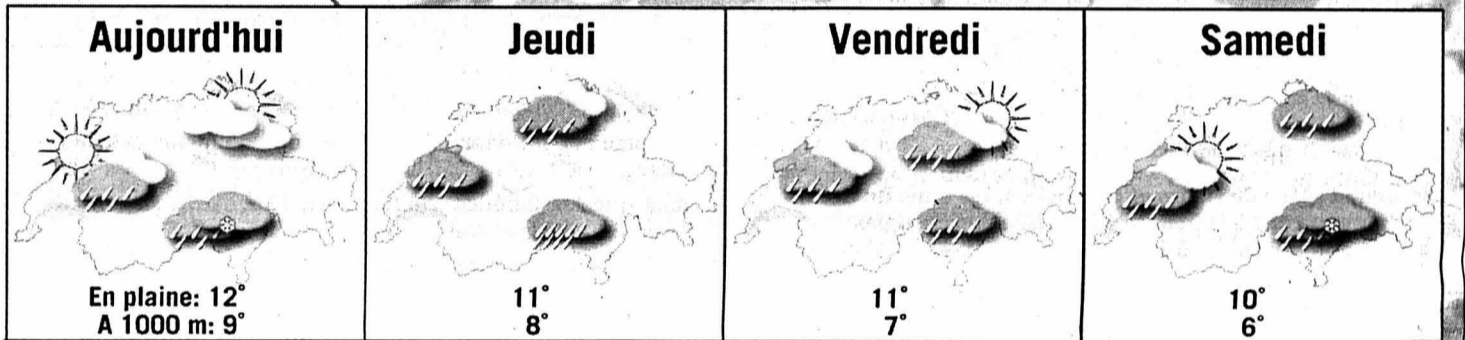 Aujourd'hui
En plaine: 12°
A 1000 m: 9°
Jeudi
11°
8°
Vendredi
11°
7°
Samedi
10°
6°